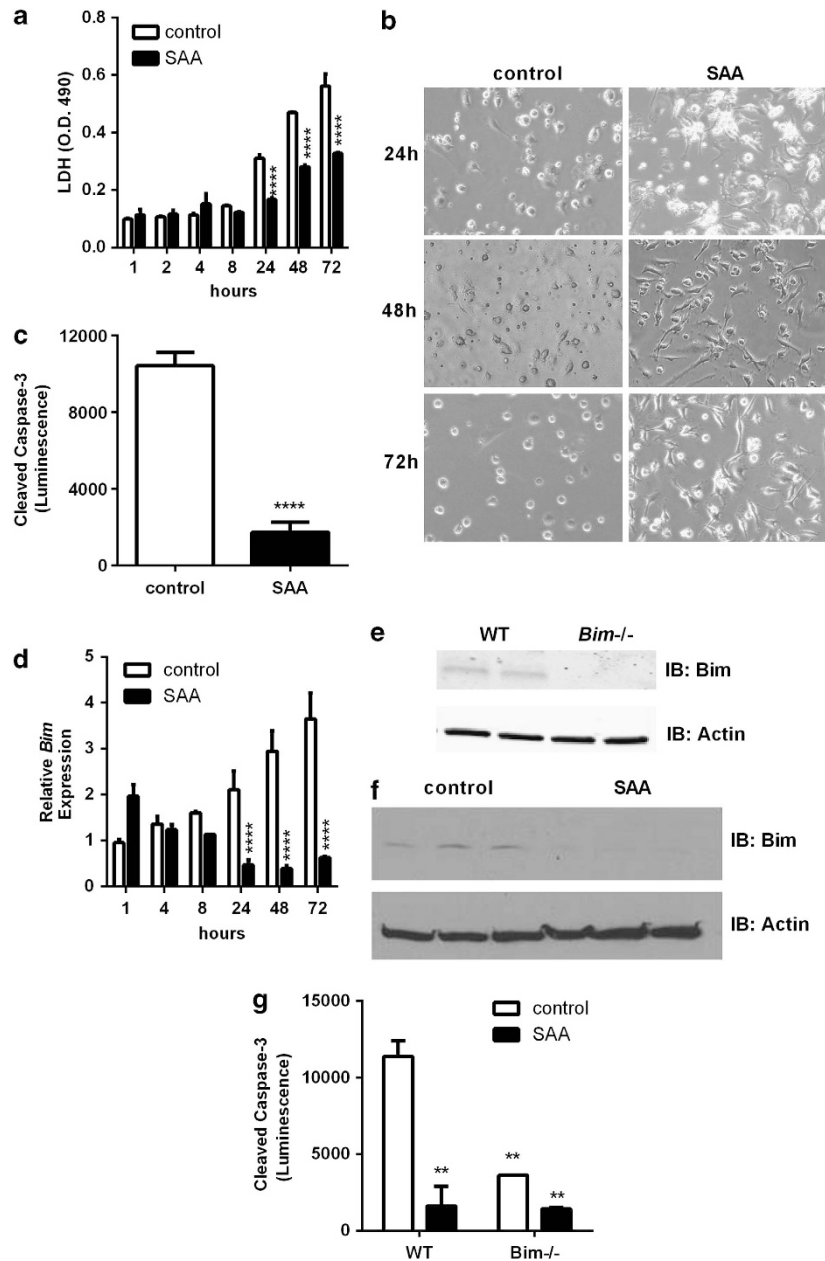 a
0.8
0.6
0.4
0.2
0.0
LDH (O.D. 490)
control
SAA
****
****
****
1 2 4 8 24 48 72
hours
b
control SAA
24h
48h
72h
c
12000
9000
6000
3000
0
Cleaved Caspase-3
(Luminescence)
****
control SAA
d
5
4
3
2
1
0
Relative Bim
Expression
control
SAA
****
****
****
1 4 8 24 48 72
hours
e
WT Bim-/-
IB: Bim
IB: Actin
f
control SAA
IB: Bim
IB: Actin
g
15000
10000
5000
0
Cleaved Caspase-3
(Luminescence)
control
SAA
**
**
**
WT Bim-/-